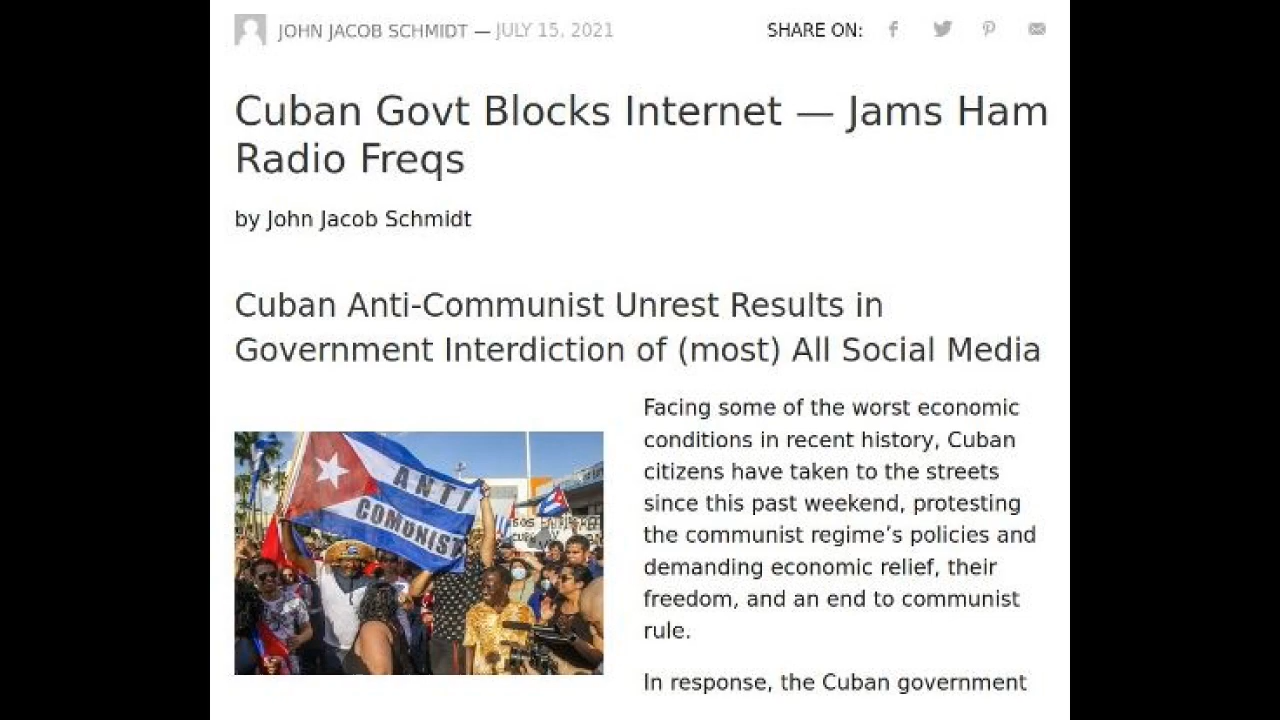 JOHN JACOB SCHMIDT — JULY 15, 2021
SHARE ON:
Cuban Govt Blocks Internet — Jams Ham
Radio Freqs
by John Jacob Schmidt
Cuban Anti-Communist Unrest Results in
Government Interdiction of (most) All Social Media
ANTI
COMUNIST
SOS
CUBA
Facing some of the worst economic
conditions in recent history, Cuban
citizens have taken to the streets
since this past weekend, protesting
the communist regime’s policies and
demanding economic relief, their
freedom, and an end to communist
rule.
In response, the Cuban government